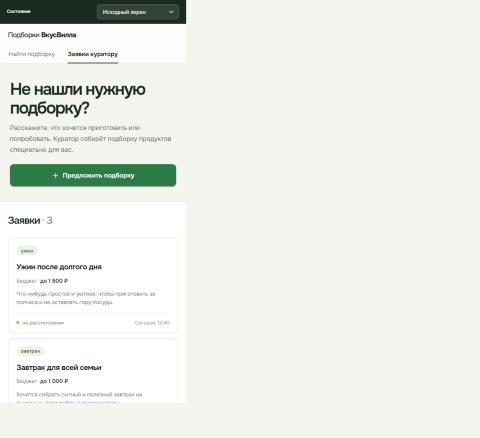 Состояние
Исходный экран
Подборки ВкусВилла
Найти подборку
Заявки куратору
Не нашли нужную
подборку?
Расскажите, что хочется приготовить или
попробовать. Куратор соберёт подборку продуктов
специально для вас.
+ Предложить подборку
Заявки · 3
ужин
Ужин после долгого дня
Бюджет до 1 500 ₽
Что-нибудь простое и уютное: чтобы приготовить за
полчаса и не оставлять гору посуды.
на рассмотрении
Сегодня, 12:40
завтрак
Завтрак для всей семьи
Бюджет до 1 000 ₽
Хочется собрать сытный и полезный завтрак на